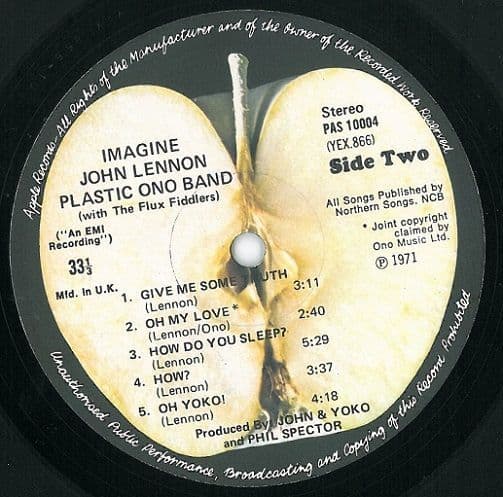 Apple Records—All Rights of the Manufacturer and of the Owner of the Recorded Work Reserved
IMAGINE
JOHN LENNON
PLASTIC ONO BAND
(with The Flux Fiddlers)
("An EMI
Recording")
33⅓
Mfd. In U.K.
Stereo
PAS 10004
(YEX.866)
Side Two
All Songs Published by
Northern Songs, NCB
* Joint copyright
claimed by
Ono Music Ltd.
℗ 1971
1. GIVE ME SOME UTH 3:11
(Lennon)
2. OH MY LOVE * 2:40
(Lennon/Ono)
3. HOW DO YOU SLEEP? 5:29
(Lennon)
4. HOW? 3:37
(Lennon)
5. OH YOKO! 4:18
(Lennon)
Produced By: JOHN & YOKO
and PHIL SPECTOR
Unauthorised Public Performance, Broadcasting and Copying of this Record Prohibited